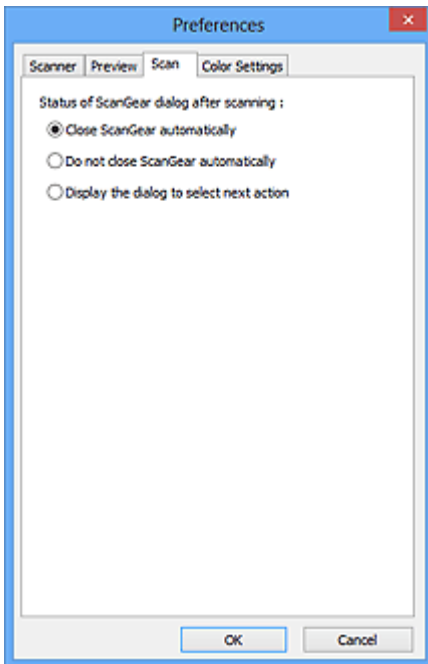 Preferences
Scanner Preview Scan Color Settings
Status of ScanGear dialog after scanning :
Close ScanGear automatically
Do not close ScanGear automatically
Display the dialog to select next action
OK Cancel